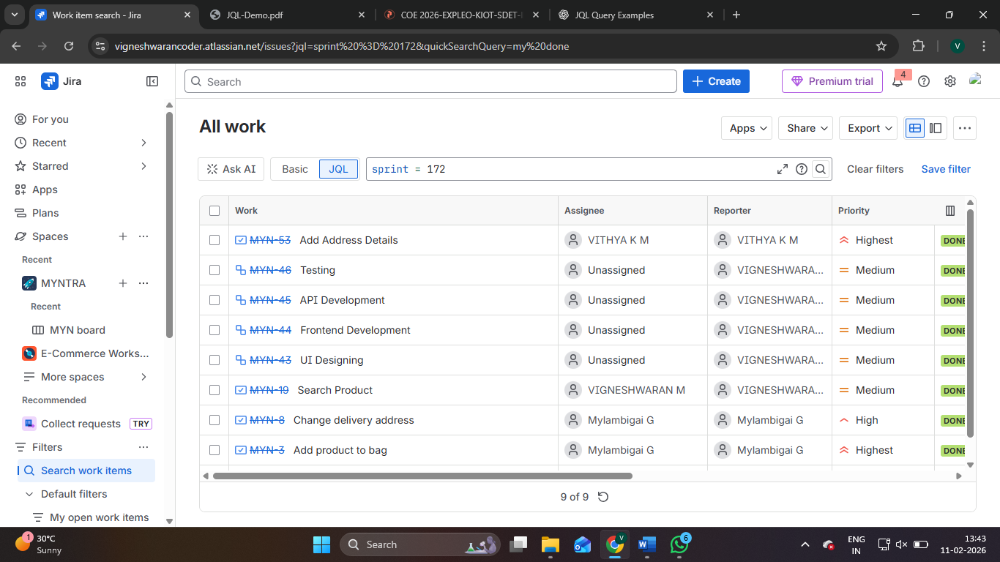 Work item search - Jira
JQL-Demo.pdf
COE 2026-EXPLEO-KIOT-SDET-
JQL Query Examples
vigneshwarancoder.atlassian.net/issues?jql=sprint%20%3D%20172&quickSearchQuery=my%20done
V
Jira
Search
Create
Premium trial
4
For you
Recent
Starred
Apps
Plans
Spaces
Recent
MYNTRA
Recent
MYN board
E-Commerce Works...
More spaces
Recommended
Collect requests TRY
Filters
Search work items
Default filters
My open work items
All work
Apps
Share
Export
Ask AI
Basic
JQL
sprint = 172
Clear filters
Save filter
Work Assignee Reporter Priority
MYN-53 Add Address Details VITHYA K M VITHYA K M Highest DONE
MYN-46 Testing Unassigned VIGNESHWARA... Medium DONE
MYN-45 API Development Unassigned VIGNESHWARA... Medium DONE
MYN-44 Frontend Development Unassigned VIGNESHWARA... Medium DONE
MYN-43 UI Designing Unassigned VIGNESHWARA... Medium DONE
MYN-19 Search Product VIGNESHWARAN M VIGNESHWARA... Medium DONE
MYN-8 Change delivery address Mylambigai G Mylambigai G High DONE
MYN-3 Add product to bag Mylambigai G Mylambigai G Highest DONE
9 of 9
1
30°C
Sunny
Search
V
6
ENG
IN
13:43
11-02-2026